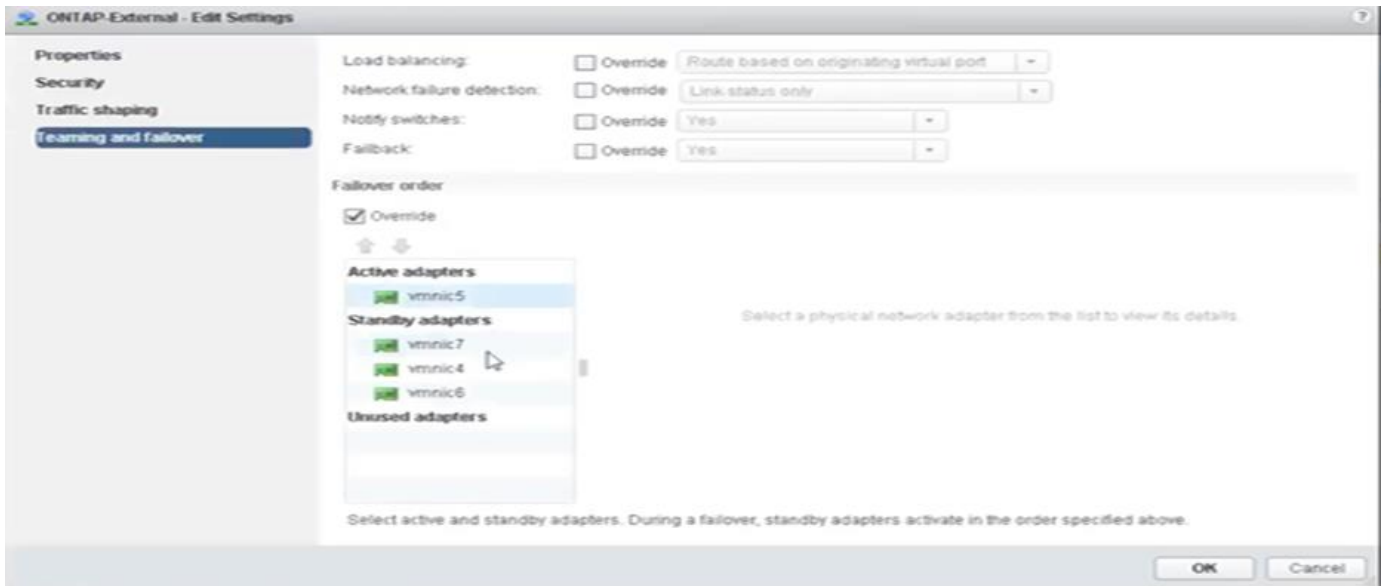 ONTAP-External - Edit Settings
?
Properties
Security
Traffic shaping
Teaming and failover
Load balancing: Override Route based on originating virtual port
Network failure detection: Override Link status only
Notify switches: Override Yes
Failback: Override Yes
Failover order
Override
Active adapters
vmnic5
Standby adapters
vmnic7
vmnic4
vmnic6
Unused adapters
Select a physical network adapter from the list to view its details.
Select active and standby adapters. During a failover, standby adapters activate in the order specified above.
OK Cancel